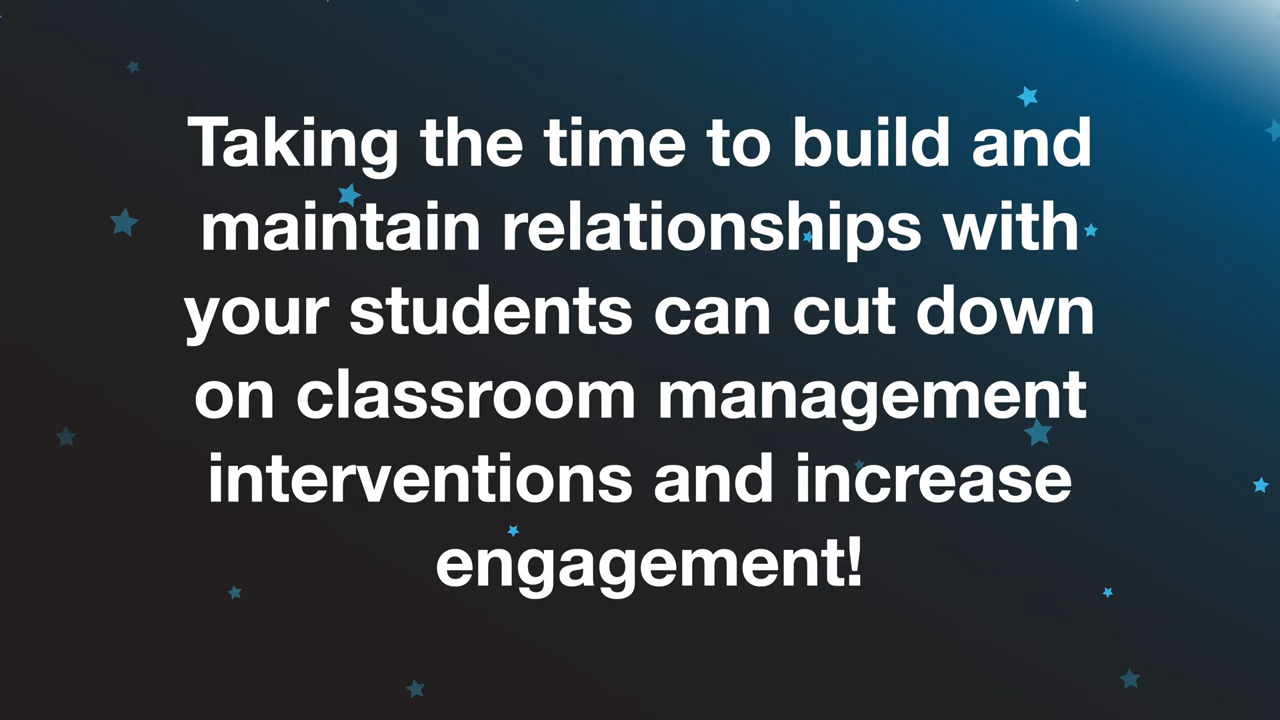 Taking the time to build and
maintain relationships with
your students can cut down
on classroom management
interventions and increase
engagement!